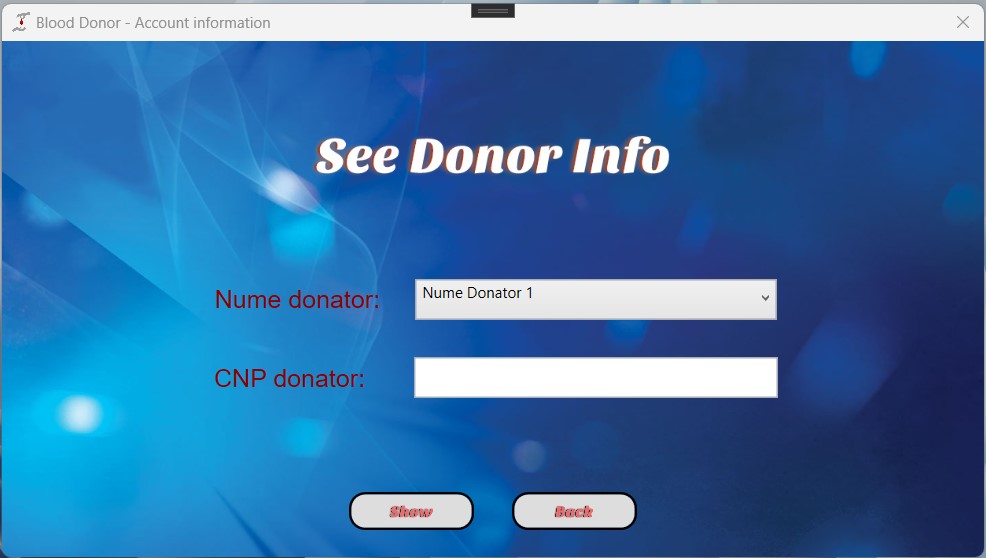 Blood Donor - Account information
See Donor Info
Nume donator:
Nume Donator 1
CNP donator:
Show
Back